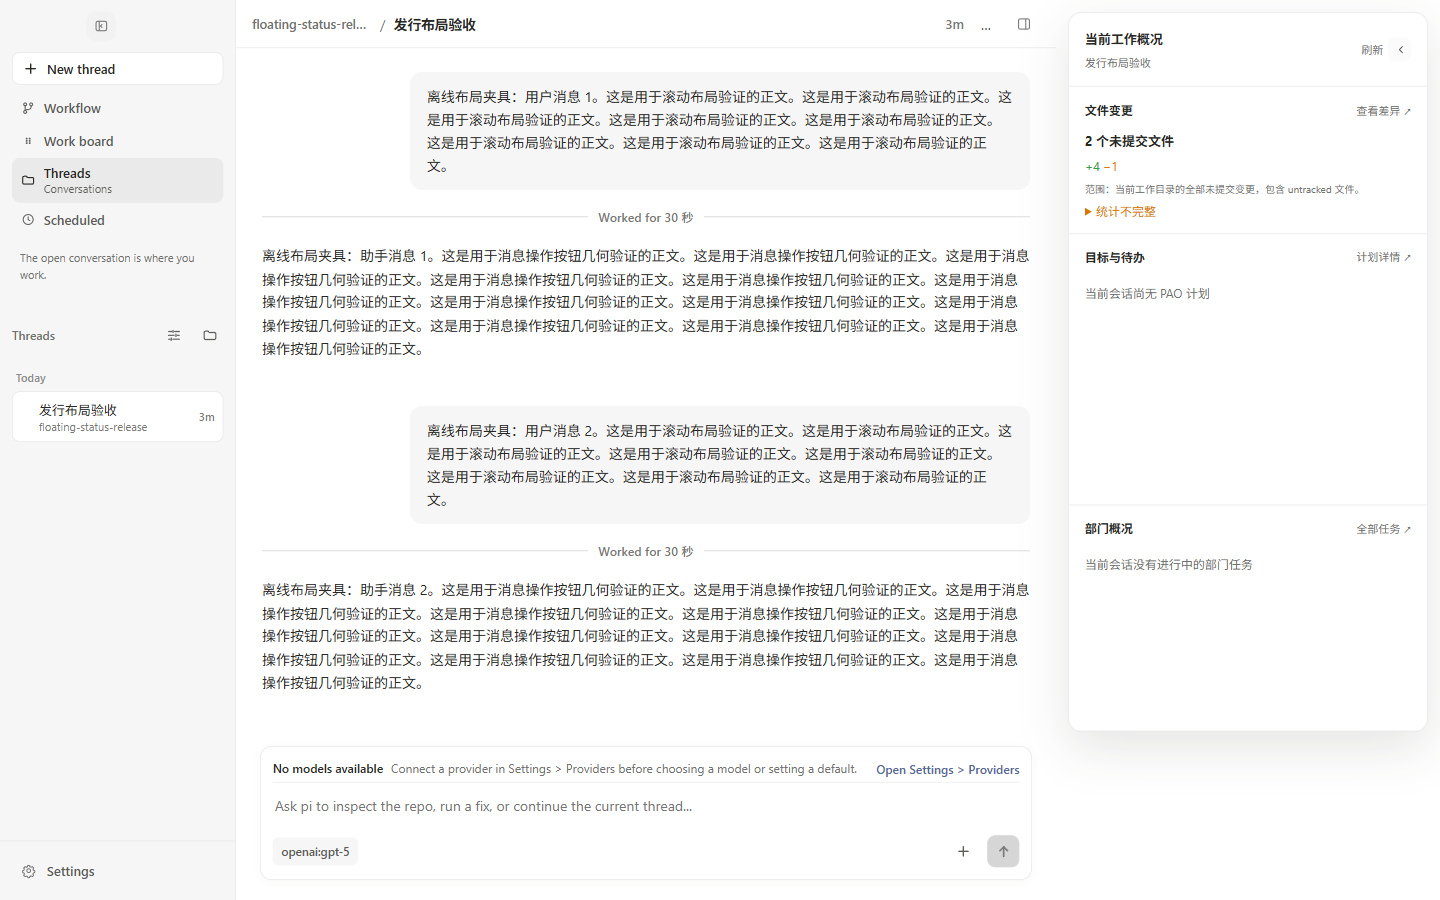 New thread
Workflow
Work board
Threads
Conversations
Scheduled
The open conversation is where you
work.
Threads
Today
发行布局验收
floating-status-release
3m
Settings
floating-status-rel... / 发行布局验收
3m
...
离线布局夹具：用户消息 1。这是用于滚动布局验证的正文。这是用于滚动布局验证的正文。这
是用于滚动布局验证的正文。这是用于滚动布局验证的正文。这是用于滚动布局验证的正文。
这是用于滚动布局验证的正文。这是用于滚动布局验证的正文。这是用于滚动布局验证的正
文。
Worked for 30 秒
离线布局夹具：助手消息 1。这是用于消息操作按钮几何验证的正文。这是用于消息操作按钮几何验证的正文。这是用于消息
操作按钮几何验证的正文。这是用于消息操作按钮几何验证的正文。这是用于消息操作按钮几何验证的正文。这是用于消息
操作按钮几何验证的正文。这是用于消息操作按钮几何验证的正文。这是用于消息操作按钮几何验证的正文。这是用于消息
操作按钮几何验证的正文。这是用于消息操作按钮几何验证的正文。这是用于消息操作按钮几何验证的正文。这是用于消息
操作按钮几何验证的正文。
离线布局夹具：用户消息 2。这是用于滚动布局验证的正文。这是用于滚动布局验证的正文。这
是用于滚动布局验证的正文。这是用于滚动布局验证的正文。这是用于滚动布局验证的正文。
这是用于滚动布局验证的正文。这是用于滚动布局验证的正文。这是用于滚动布局验证的正
文。
Worked for 30 秒
离线布局夹具：助手消息 2。这是用于消息操作按钮几何验证的正文。这是用于消息操作按钮几何验证的正文。这是用于消息
操作按钮几何验证的正文。这是用于消息操作按钮几何验证的正文。这是用于消息操作按钮几何验证的正文。这是用于消息
操作按钮几何验证的正文。这是用于消息操作按钮几何验证的正文。这是用于消息操作按钮几何验证的正文。这是用于消息
操作按钮几何验证的正文。这是用于消息操作按钮几何验证的正文。这是用于消息操作按钮几何验证的正文。这是用于消息
操作按钮几何验证的正文。
No models available Connect a provider in Settings > Providers before choosing a model or setting a default. Open Settings > Providers
Ask pi to inspect the repo, run a fix, or continue the current thread...
openai:gpt-5
当前工作概况
发行布局验收
刷新
文件变更
查看差异 ↗
2 个未提交文件
+4 −1
范围：当前工作目录的全部未提交变更，包含 untracked 文件。
▶ 统计不完整
目标与待办
计划详情 ↗
当前会话尚无 PAO 计划
部门概况
全部任务 ↗
当前会话没有进行中的部门任务